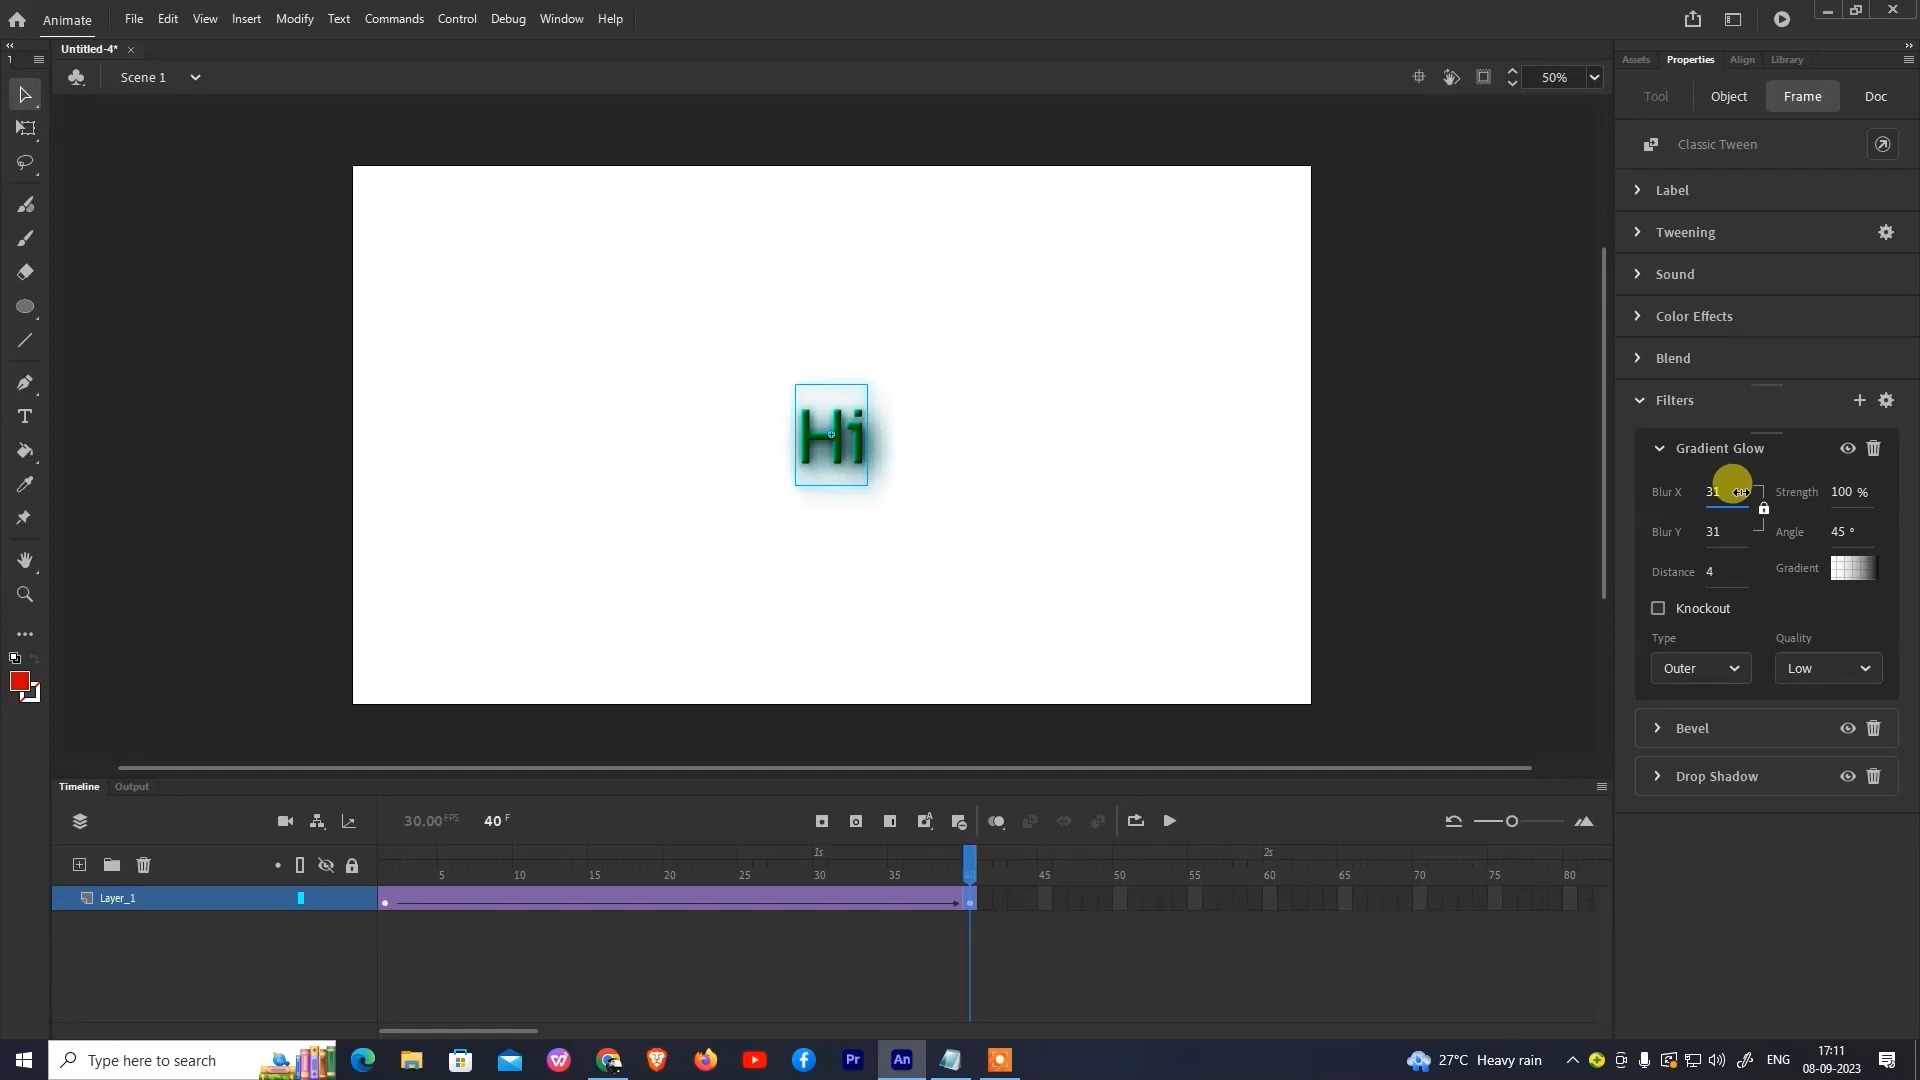 Animate File Edit View Insert Modify Text Commands Control Debug Window Help
Untitled-4*
1
Assets Properties Align Library
Scene 1
50%
Tool Object Frame Doc
Classic Tween
Label
Tweening
Sound
Color Effects
Blend
Filters
Gradient Glow
Blur X 31 Strength 100 %
Blur Y 31 Angle 45 °
Distance 4 Gradient
Knockout
Type Quality
Outer Low
Bevel
Drop Shadow
Hi
T
Timeline Output
30.00 FPS 40 F
1s 2s
5 10 15 20 25 30 35 40 45 50 55 60 65 70 75 80
Layer_1
Type here to search
Pr
An
27°C Heavy rain
ENG
17:11
08-09-2023